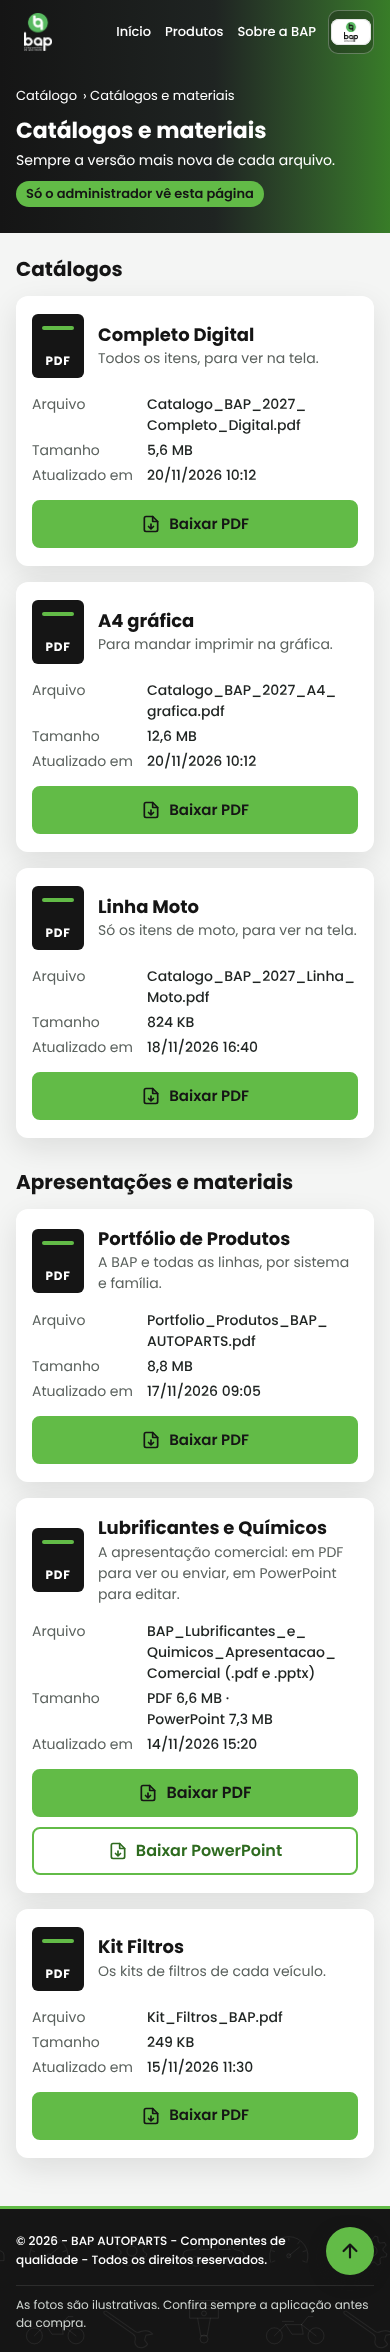 bap
Início Produtos Sobre a BAP
bap
Catálogo › Catálogos e materiais
Catálogos e materiais
Sempre a versão mais nova de cada arquivo.
Só o administrador vê esta página
Catálogos
PDF
Completo Digital
Todos os itens, para ver na tela.
Arquivo
Catalogo_BAP_2027_
Completo_Digital.pdf
Tamanho 5,6 MB
Atualizado em 20/11/2026 10:12
Baixar PDF
PDF
A4 gráfica
Para mandar imprimir na gráfica.
Arquivo
Catalogo_BAP_2027_A4_
grafica.pdf
Tamanho 12,6 MB
Atualizado em 20/11/2026 10:12
Baixar PDF
PDF
Linha Moto
Só os itens de moto, para ver na tela.
Arquivo
Catalogo_BAP_2027_Linha_
Moto.pdf
Tamanho 824 KB
Atualizado em 18/11/2026 16:40
Baixar PDF
Apresentações e materiais
PDF
Portfólio de Produtos
A BAP e todas as linhas, por sistema
e família.
Arquivo
Portfolio_Produtos_BAP_
AUTOPARTS.pdf
Tamanho 8,8 MB
Atualizado em 17/11/2026 09:05
Baixar PDF
PDF
Lubrificantes e Químicos
A apresentação comercial: em PDF
para ver ou enviar, em PowerPoint
para editar.
Arquivo
BAP_Lubrificantes_e_
Quimicos_Apresentacao_
Comercial (.pdf e .pptx)
Tamanho PDF 6,6 MB ·
PowerPoint 7,3 MB
Atualizado em 14/11/2026 15:20
Baixar PDF
Baixar PowerPoint
PDF
Kit Filtros
Os kits de filtros de cada veículo.
Arquivo Kit_Filtros_BAP.pdf
Tamanho 249 KB
Atualizado em 15/11/2026 11:30
Baixar PDF
© 2026 - BAP AUTOPARTS - Componentes de
qualidade - Todos os direitos reservados.
As fotos são ilustrativas. Confira sempre a aplicação antes
da compra.